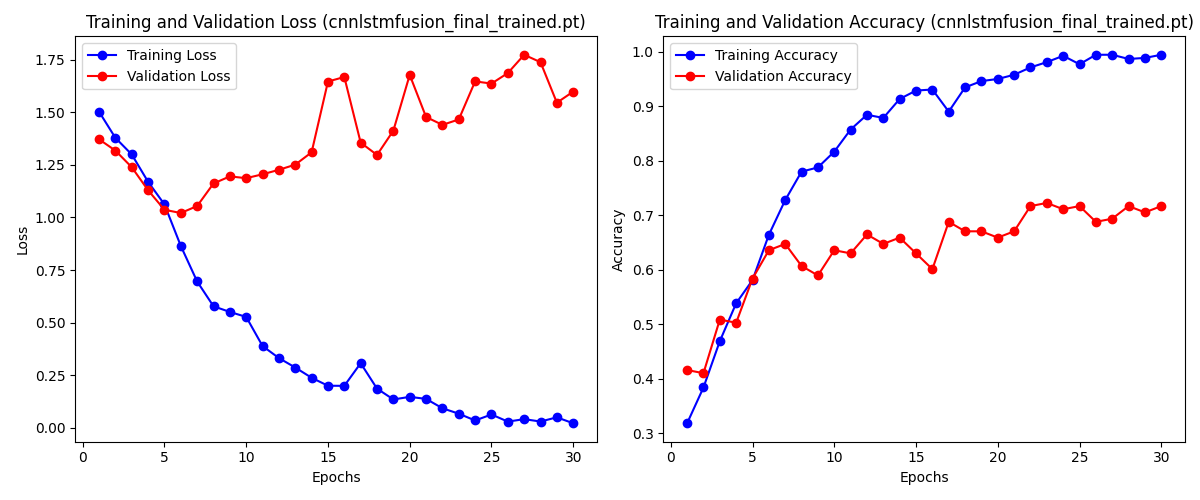 Training and Validation Loss (cnnlstmfusion_final_trained.pt)
Training Loss
Validation Loss
1.75
1.50
1.25
1.00
0.75
0.50
0.25
0.00
Loss
0 5 10 15 20 25 30
Epochs
Training and Validation Accuracy (cnnlstmfusion_final_trained.pt)
Training Accuracy
Validation Accuracy
1.0
0.9
0.8
0.7
0.6
0.5
0.4
0.3
Accuracy
0 5 10 15 20 25 30
Epochs